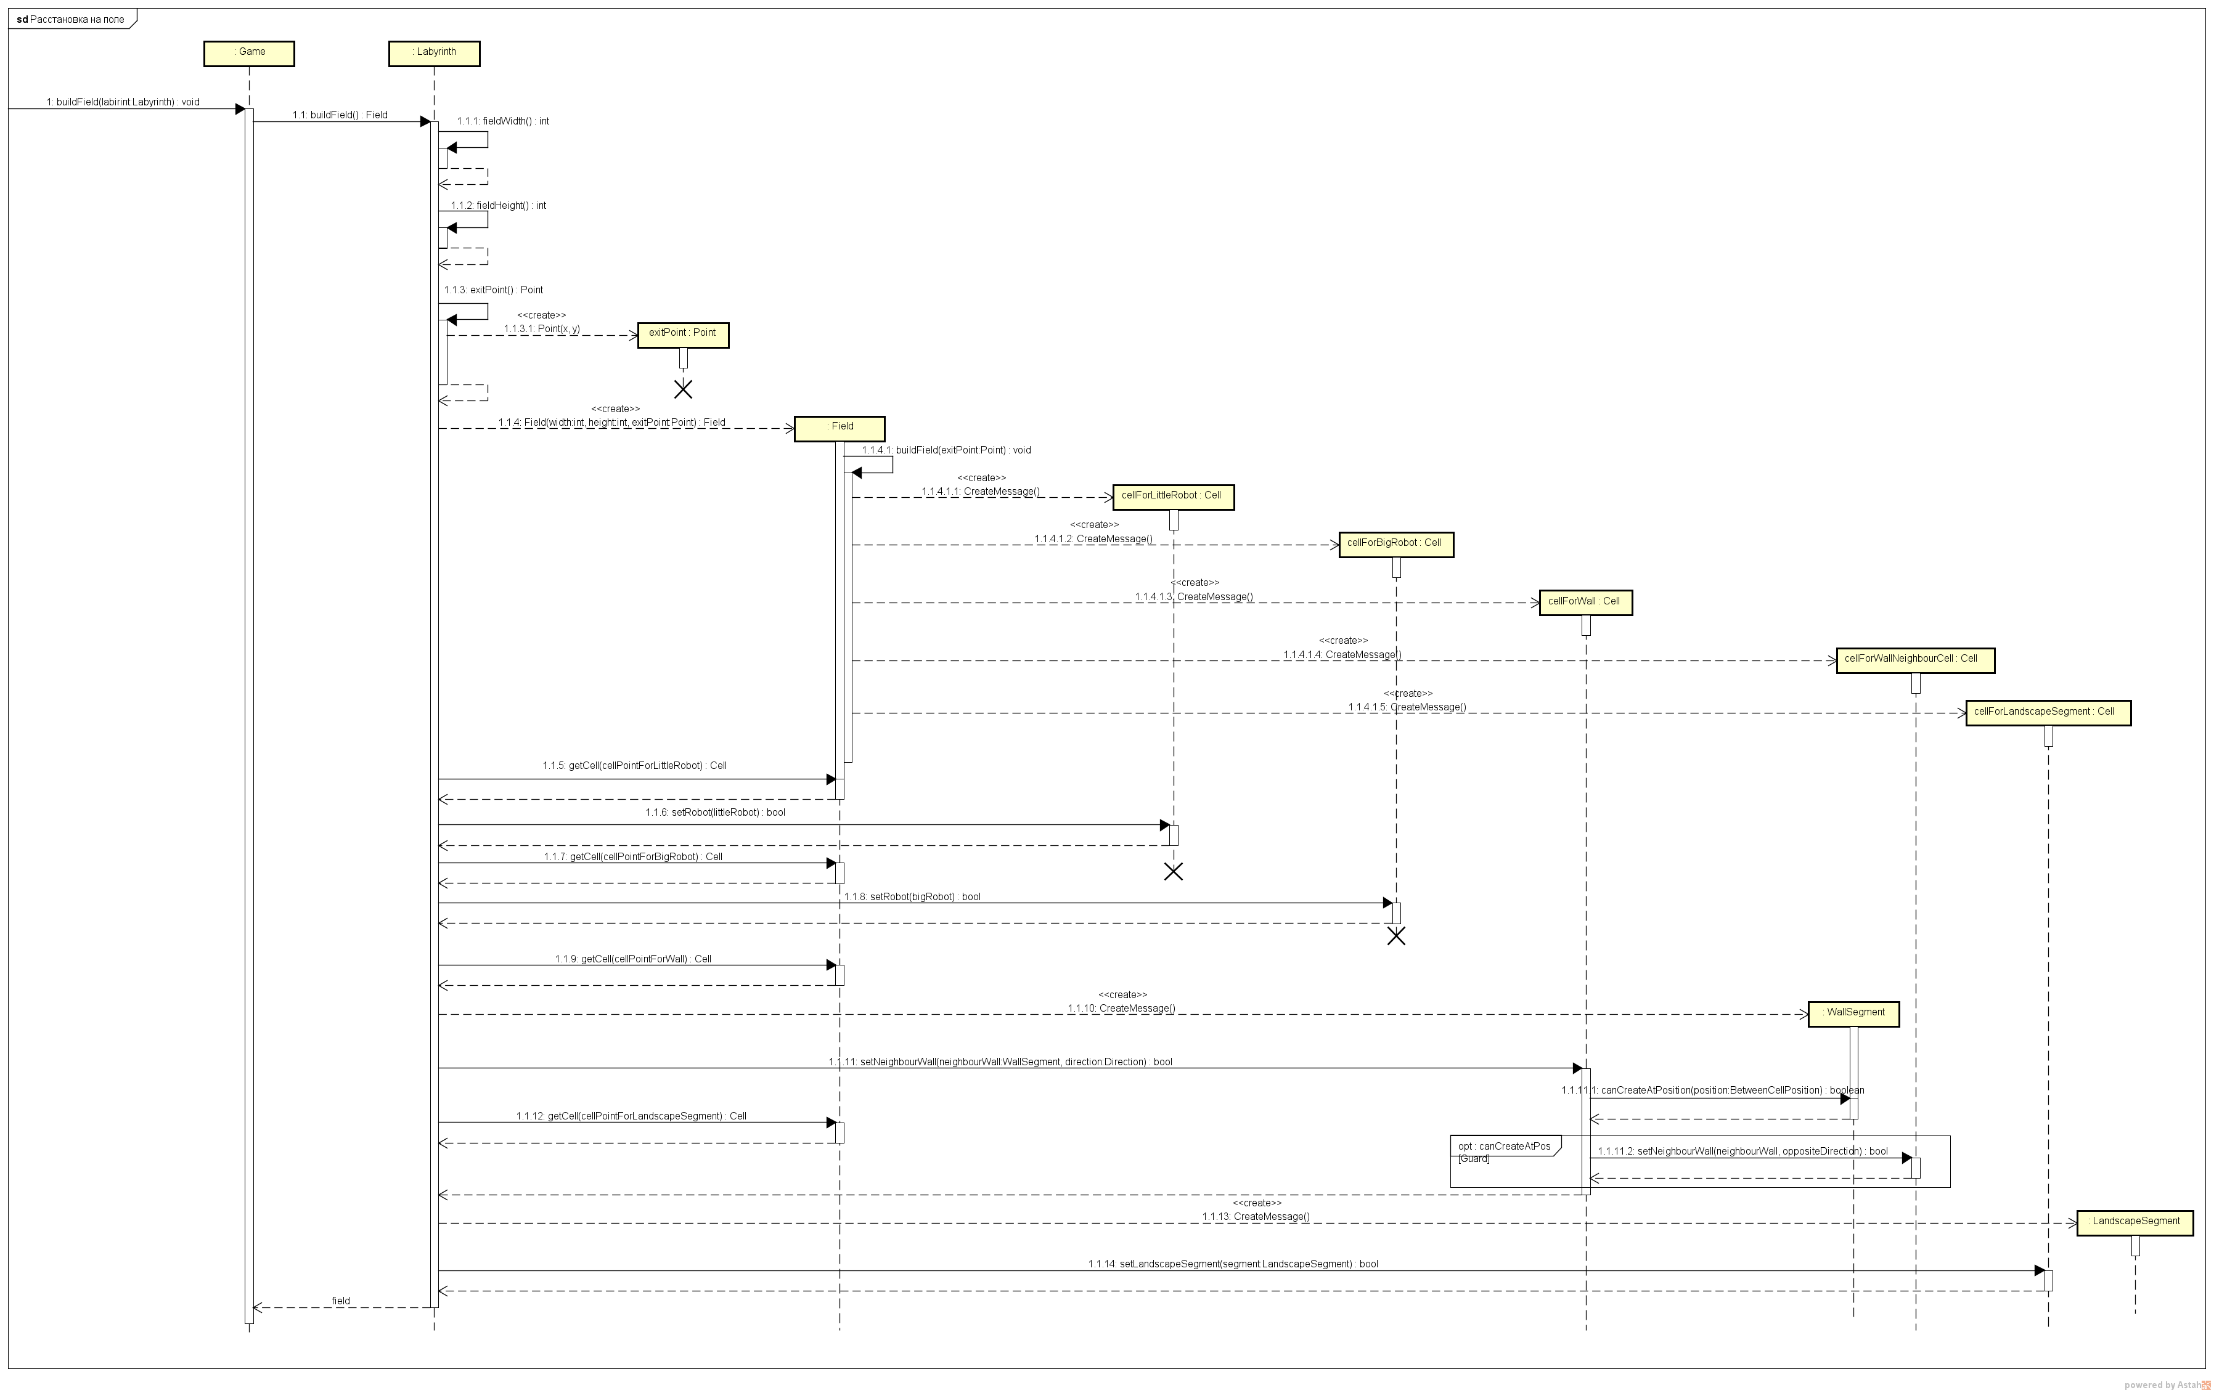 sd Расстановка на поле
: Game
: Labyrinth
1: buildField(labirint:Labyrinth) : void
1.1: buildField() : Field
1.1.1: fieldWidth() : int
1.1.2: fieldHeight() : int
1.1.3: exitPoint() : Point
<<create>>
1.1.3.1: Point(x, y)
exitPoint : Point
<<create>>
1.1.4: Field(width:int, height:int, exitPoint:Point) : Field
: Field
1.1.4.1: buildField(exitPoint:Point) : void
<<create>>
1.1.4.1.1: CreateMessage()
cellForLittleRobot : Cell
<<create>>
1.1.4.1.2: CreateMessage()
cellForBigRobot : Cell
<<create>>
1.1.4.1.3: CreateMessage()
cellForWall : Cell
<<create>>
1.1.4.1.4: CreateMessage()
cellForWallNeighbourCell : Cell
<<create>>
1.1.4.1.5: CreateMessage()
cellForLandscapeSegment : Cell
1.1.5: getCell(cellPointForLittleRobot) : Cell
1.1.6: setRobot(littleRobot) : bool
1.1.7: getCell(cellPointForBigRobot) : Cell
1.1.8: setRobot(bigRobot) : bool
1.1.9: getCell(cellPointForWall) : Cell
<<create>>
1.1.10: CreateMessage()
: WallSegment
1.1.11: setNeighbourWall(neighbourWall:WallSegment, direction:Direction) : bool
1.1.11.1: canCreateAtPosition(position:BetweenCellPosition) : boolean
1.1.12: getCell(cellPointForLandscapeSegment) : Cell
opt : canCreateAtPos
[Guard]
1.1.11.2: setNeighbourWall(neighbourWall, oppositeDirection) : bool
<<create>>
1.1.13: CreateMessage()
: LandscapeSegment
1.1.14: setLandscapeSegment(segment:LandscapeSegment) : bool
field
powered by Astah